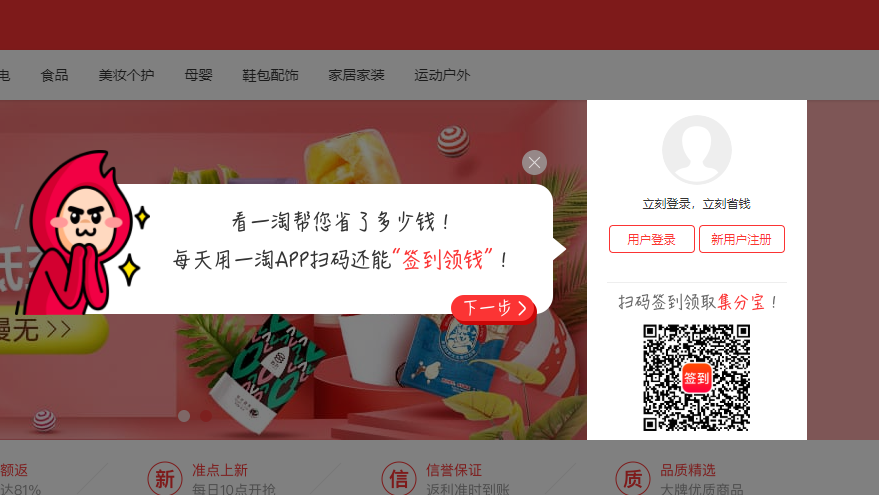 电
食品
美妆个护
母婴
鞋包配饰
家居家装
运动户外
看一淘帮您省了多少钱！
每天用一淘APP扫码还能“签到领钱”！
下一步
立刻登录，立刻省钱
用户登录
新用户注册
扫码签到领取集分宝！
签到
额返
达81%
新
准点上新
每日10点开抢
信
信誉保证
返利准时到账
质
品质精选
大牌优质商品